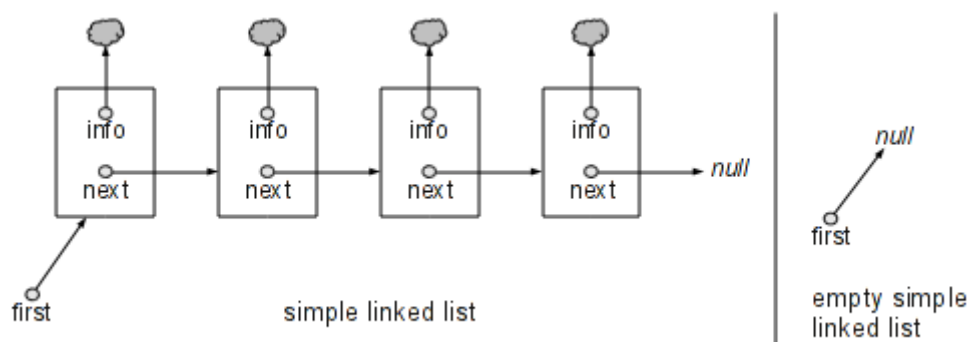 info
next
info
next
info
next
info
next
null
first
simple linked list
null
first
empty simple
linked list